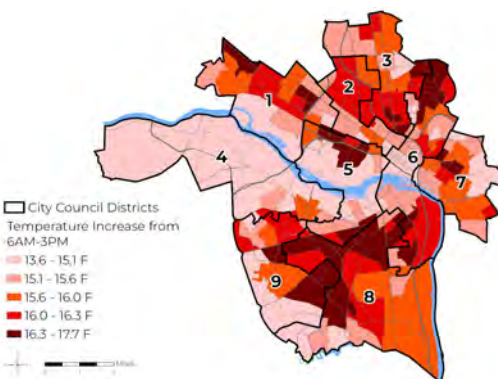 3
1
2
6
4
5
7
City Council Districts
Temperature Increase from
6AM-3PM
13.6 - 15.1 F
15.1 - 15.6 F
15.6 - 16.0 F
16.0 - 16.3 F
16.3 - 17.7 F
9
8
Miles